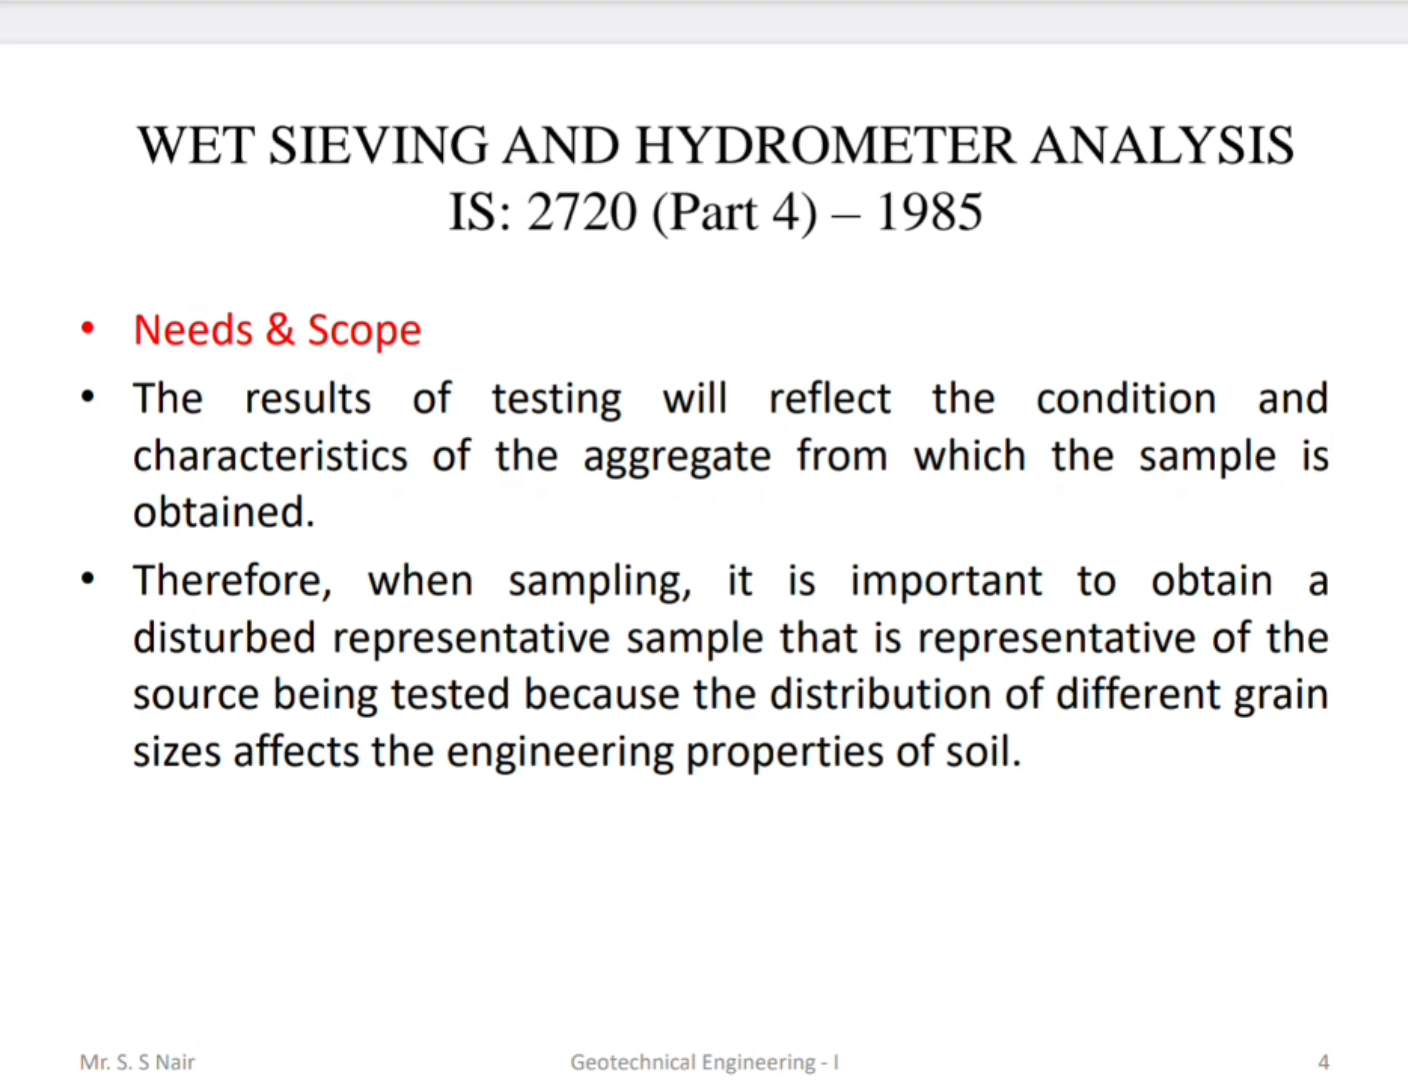 WET SIEVING AND HYDROMETER ANALYSIS
IS: 2720 (Part 4) – 1985
• Needs & Scope
• The results of testing will reflect the condition and
characteristics of the aggregate from which the sample is
obtained.
• Therefore, when sampling, it is important to obtain a
disturbed representative sample that is representative of the
source being tested because the distribution of different grain
sizes affects the engineering properties of soil.
Mr. S. S Nair
Geotechnical Engineering - I
4